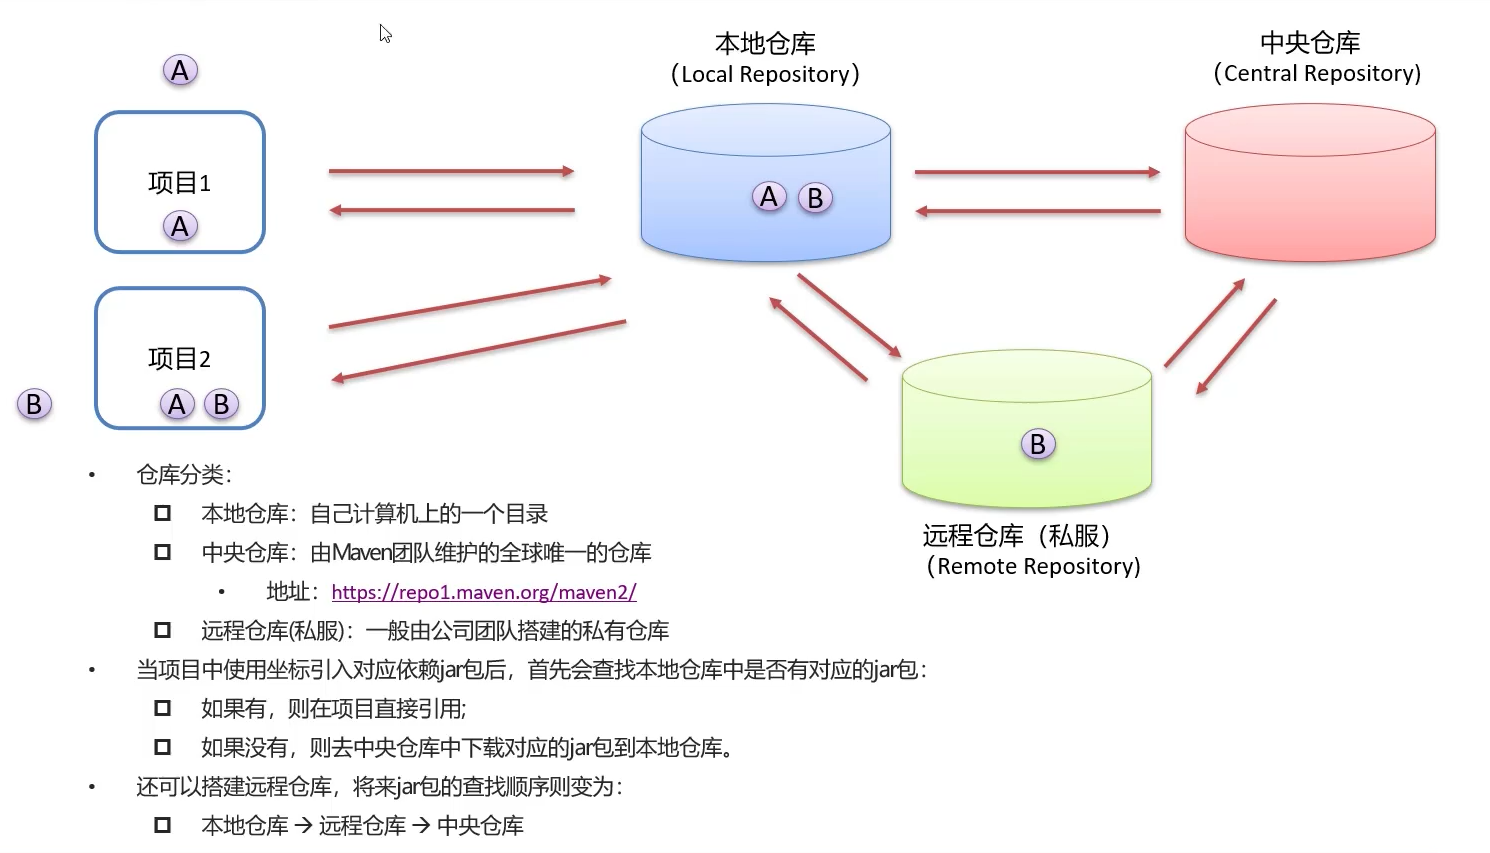 本地仓库
（Local Repository）
中央仓库
（Central Repository）
A
项目1
A
A B
项目2
A B
B
B
远程仓库（私服）
（Remote Repository）
• 仓库分类：
本地仓库：自己计算机上的一个目录
中央仓库：由Maven团队维护的全球唯一的仓库
• 地址：https://repo1.maven.org/maven2/
远程仓库(私服)：一般由公司团队搭建的私有仓库
• 当项目中使用坐标引入对应依赖jar包后，首先会查找本地仓库中是否有对应的jar包：
如果有，则在项目直接引用;
如果没有，则去中央仓库中下载对应的jar包到本地仓库。
• 还可以搭建远程仓库，将来jar包的查找顺序则变为：
本地仓库 → 远程仓库 → 中央仓库